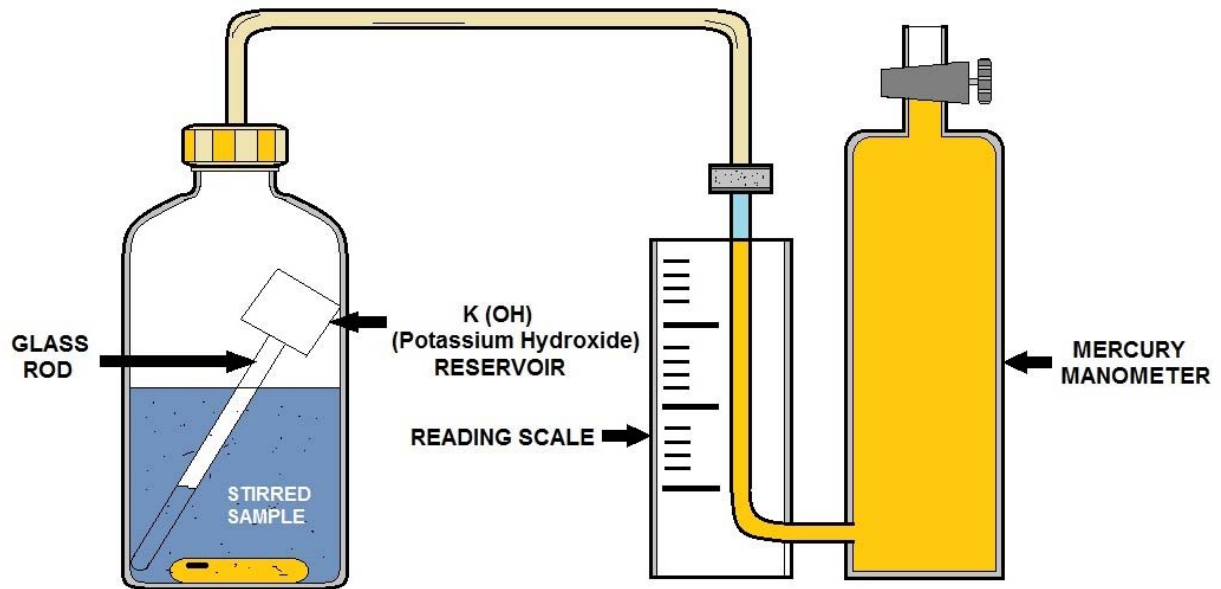 GLASS
ROD
K (OH)
(Potassium Hydroxide)
RESERVOIR
READING SCALE
STIRRED
SAMPLE
MERCURY
MANOMETER